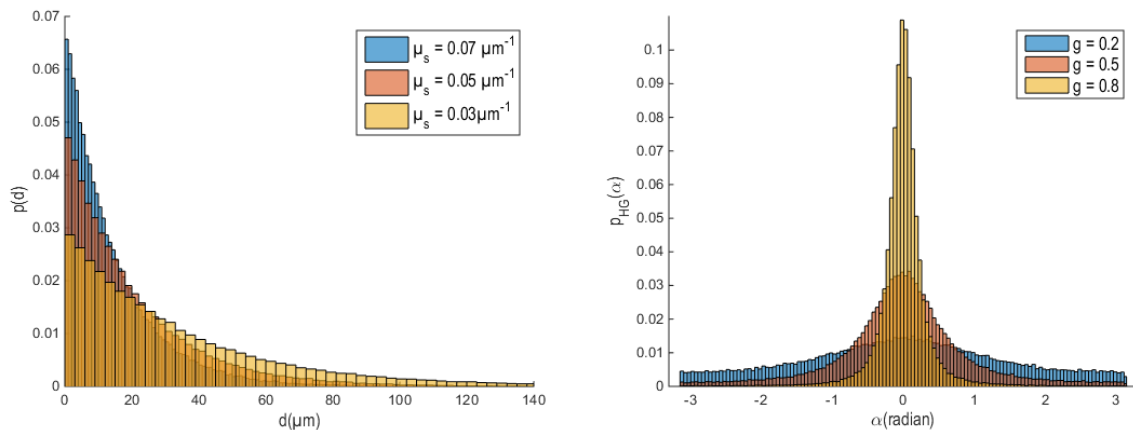 0.07
0.06
0.05
0.04
0.03
0.02
0.01
0
p(d)
0 20 40 60 80 100 120 140
d(µm)
µs = 0.07 µm-1
µs = 0.05 µm-1
µs = 0.03µm-1
0.1
0.09
0.08
0.07
0.06
0.05
0.04
0.03
0.02
0.01
0
pHG(α)
-3 -2 -1 0 1 2 3
α(radian)
g = 0.2
g = 0.5
g = 0.8